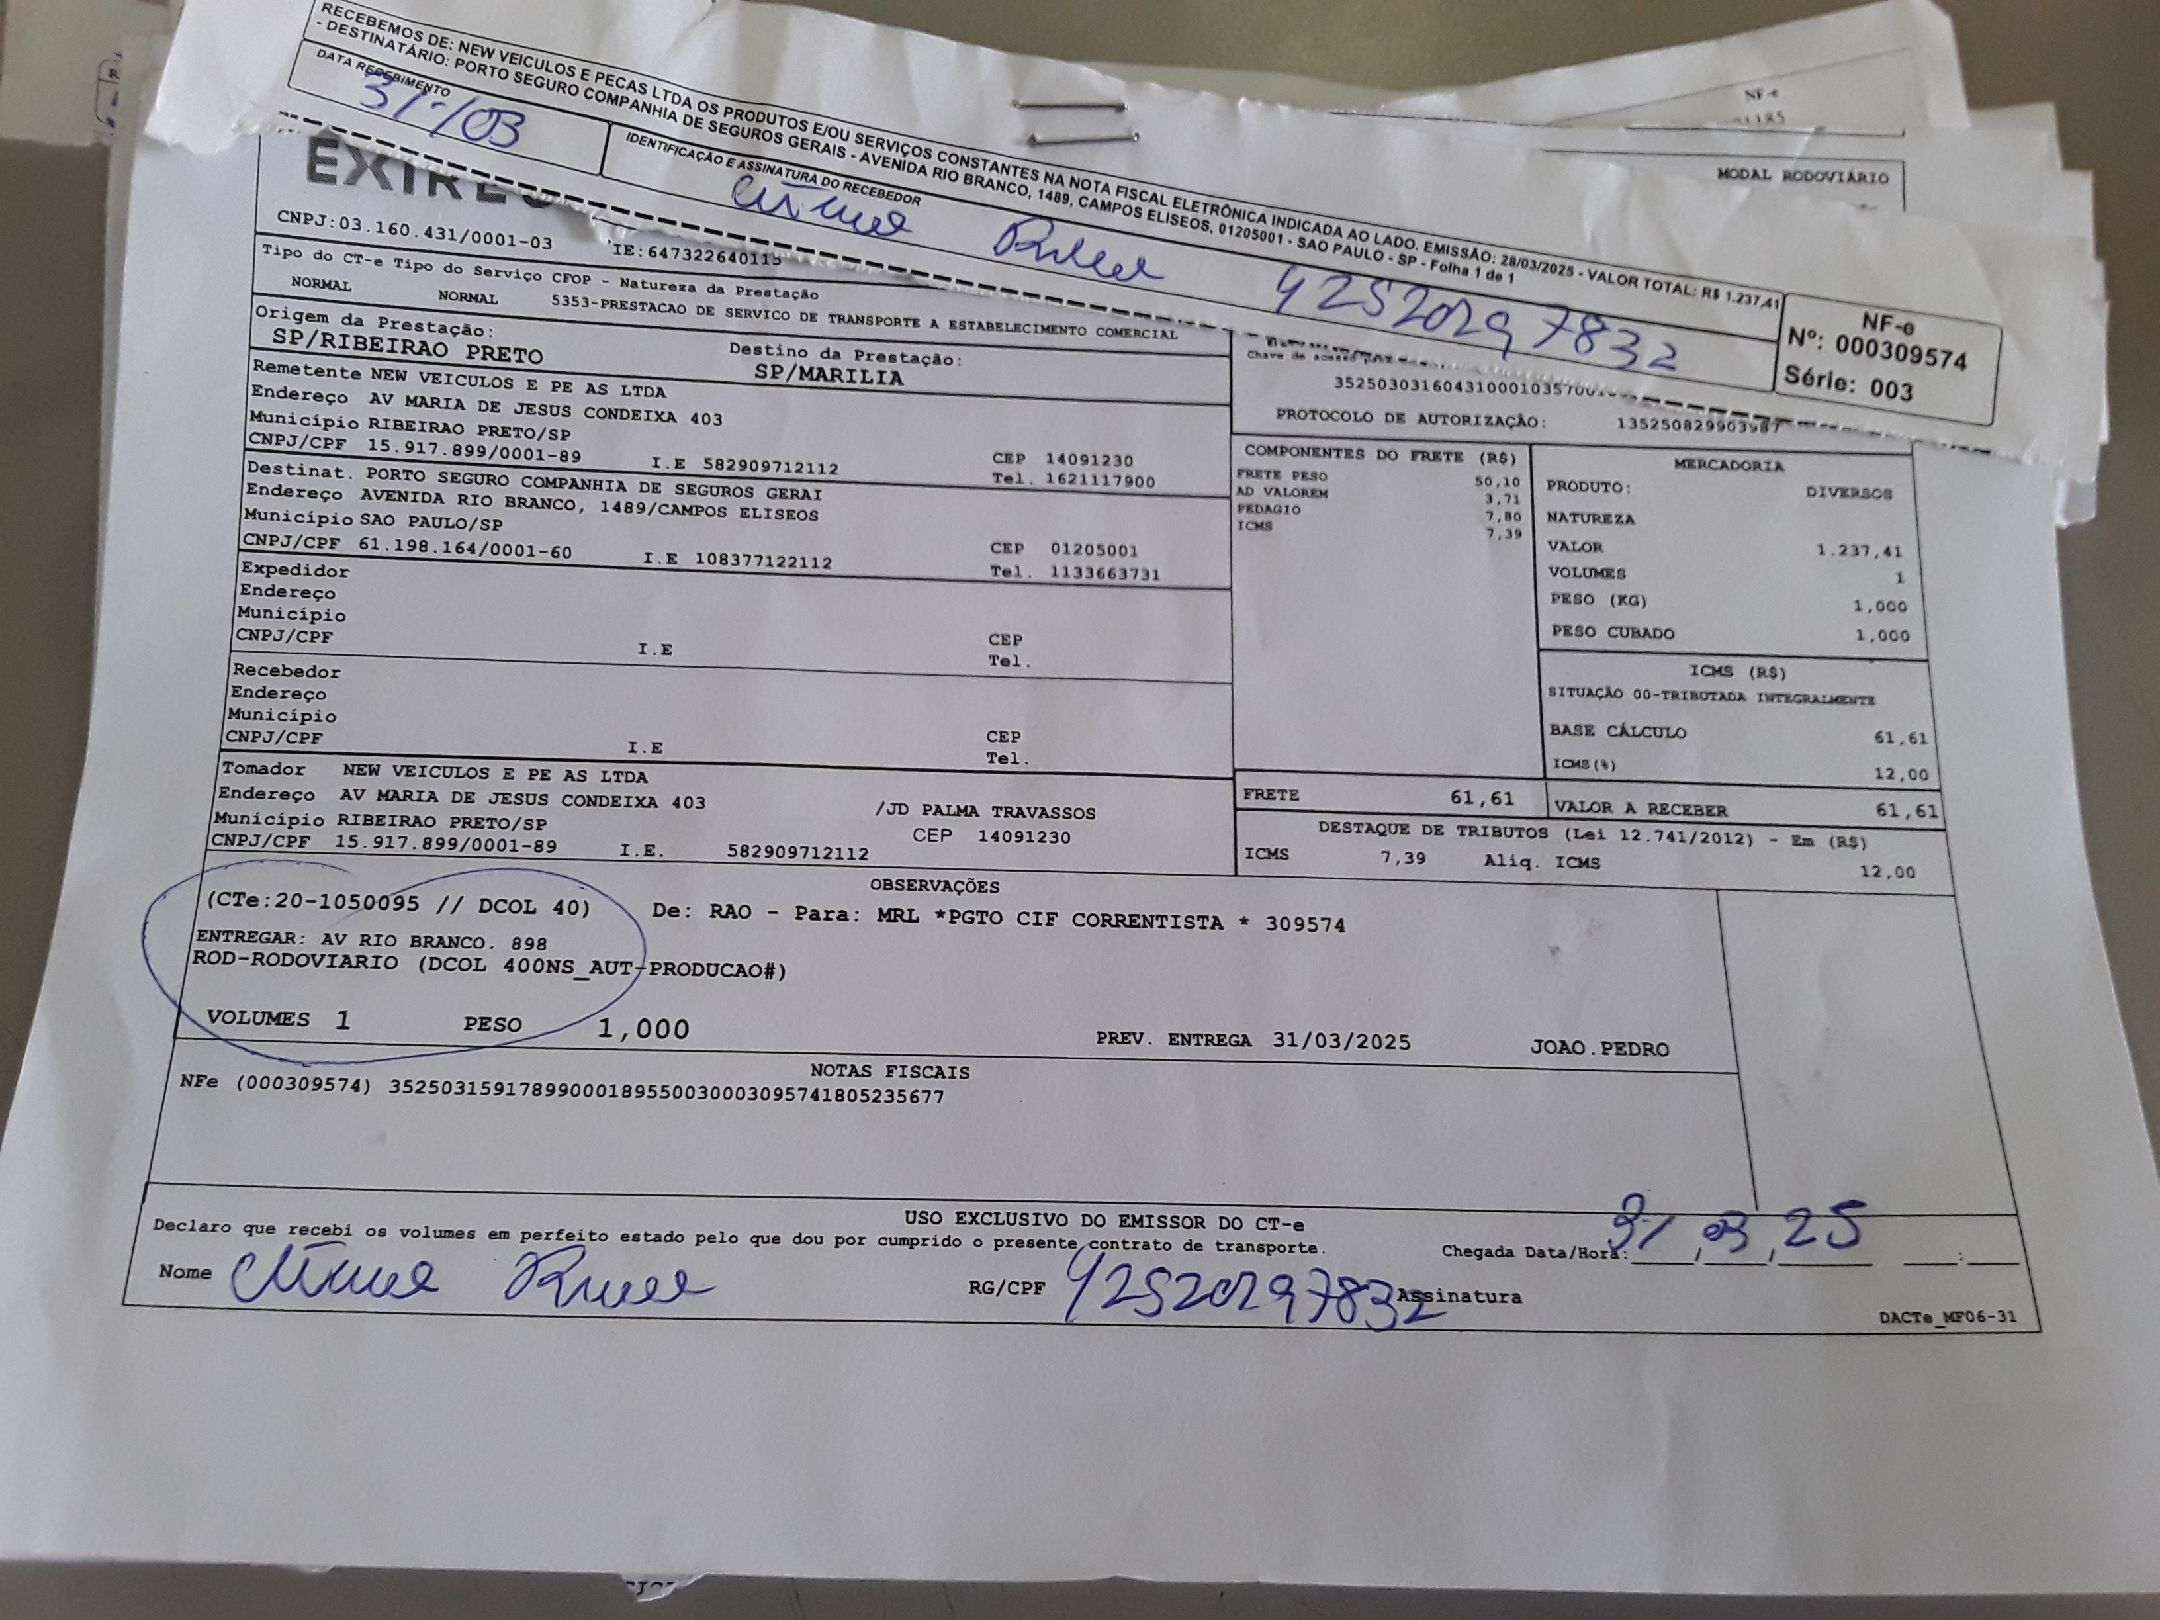 RECEBEMOS DE: NEW VEICULOS E PECAS LTDA OS PRODUTOS E/OU SERVIÇOS CONSTANTES NA NOTA FISCAL ELETRÔNICA INDICADA AO LADO. EMISSÃO: 28/03/2025 - VALOR TOTAL: R$ 1.237,41
- DESTINATÁRIO: PORTO SEGURO COMPANHIA DE SEGUROS GERAIS - AVENIDA RIO BRANCO, 1489, CAMPOS ELISEOS, 01205001 - SAO PAULO - SP - Folha 1 de 1
DATA RECEBIMENTO
31/03
IDENTIFICAÇÃO E ASSINATURA DO RECEBEDOR
42520297832
NF-e
Nº: 000309574
Série: 003
NF-e
MODAL RODOVIÁRIO
CNPJ:03.160.431/0001-03 IE:647322640115
Tipo do CT-e Tipo do Serviço CFOP - Natureza da Prestação
NORMAL NORMAL 5353-PRESTACAO DE SERVICO DE TRANSPORTE A ESTABELECIMENTO COMERCIAL
Origem da Prestação: Destino da Prestação:
SP/RIBEIRAO PRETO SP/MARILIA
Remetente NEW VEICULOS E PE AS LTDA
Endereço AV MARIA DE JESUS CONDEIXA 403
Município RIBEIRAO PRETO/SP CEP 14091230
CNPJ/CPF 15.917.899/0001-89 I.E 582909712112 Tel. 1621117900
Destinat. PORTO SEGURO COMPANHIA DE SEGUROS GERAI
Endereço AVENIDA RIO BRANCO, 1489/CAMPOS ELISEOS
Município SAO PAULO/SP CEP 01205001
CNPJ/CPF 61.198.164/0001-60 I.E 108377122112 Tel. 1133663731
Expedidor
Endereço
Município CEP
CNPJ/CPF I.E Tel.
Recebedor
Endereço
Município CEP
CNPJ/CPF I.E Tel.
Tomador NEW VEICULOS E PE AS LTDA
Endereço AV MARIA DE JESUS CONDEIXA 403 /JD PALMA TRAVASSOS
Município RIBEIRAO PRETO/SP CEP 14091230
CNPJ/CPF 15.917.899/0001-89 I.E. 582909712112
Chave de acesso
PROTOCOLO DE AUTORIZAÇÃO: 135250829903987
COMPONENTES DO FRETE (R$)
FRETE PESO 50,10
AD VALOREM 3,71
PEDAGIO 7,80
ICMS 7,39
MERCADORIA
PRODUTO: DIVERSOS
NATUREZA
VALOR 1.237,41
VOLUMES 1
PESO (KG) 1,000
PESO CUBADO 1,000
ICMS (R$)
SITUAÇÃO 00-TRIBUTADA INTEGRALMENTE
BASE CÁLCULO 61,61
ICMS(%) 12,00
FRETE 61,61 VALOR A RECEBER 61,61
DESTAQUE DE TRIBUTOS (Lei 12.741/2012) - Em (R$)
ICMS 7,39 Aliq. ICMS 12,00
OBSERVAÇÕES
(CTe:20-1050095 // DCOL 40) De: RAO - Para: MRL *PGTO CIF CORRENTISTA * 309574
ENTREGAR: AV RIO BRANCO. 898
ROD-RODOVIARIO (DCOL 400NS_AUT-PRODUCAO#)
VOLUMES 1 PESO 1,000 PREV. ENTREGA 31/03/2025 JOAO.PEDRO
NOTAS FISCAIS
NFe (000309574) 35250315917899000189550030003095741805235677
USO EXCLUSIVO DO EMISSOR DO CT-e
Declaro que recebi os volumes em perfeito estado pelo que dou por cumprido o presente contrato de transporte.
Chegada Data/Hora: 31/03/25 :
Nome RG/CPF 42520297832 Assinatura
DACTe_MF06-31